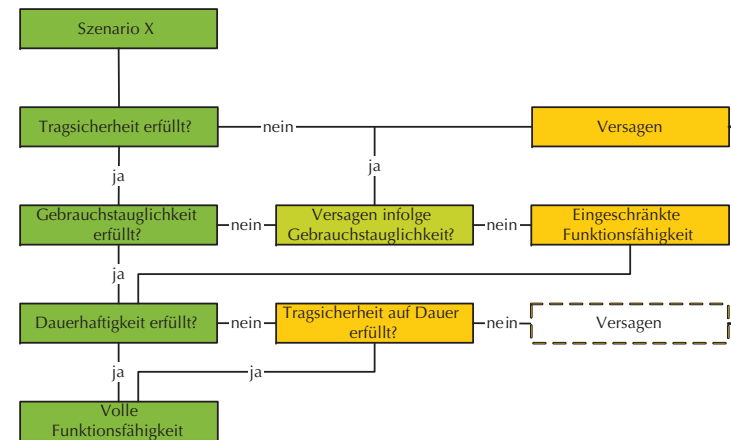 Szenario X
Tragsicherheit erfüllt?
nein
Versagen
ja
ja
Gebrauchstauglichkeit
erfüllt?
nein
Versagen infolge
Gebrauchstauglichkeit?
nein
Eingeschränkte
Funktionsfähigkeit
ja
Dauerhaftigkeit erfüllt?
nein
Tragsicherheit auf Dauer
erfüllt?
nein
Versagen
ja
ja
Volle
Funktionsfähigkeit